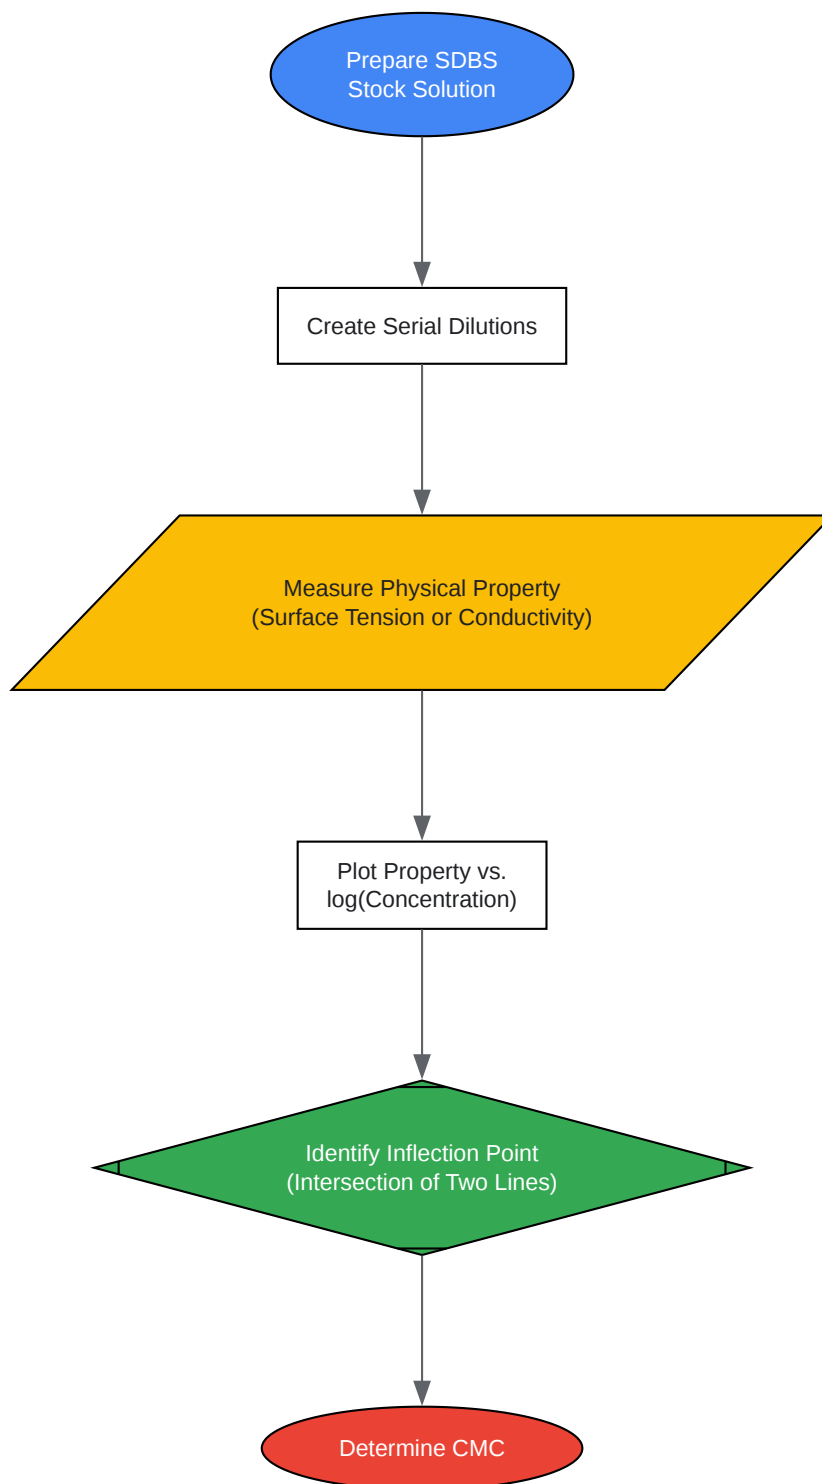 Prepare SDBS
Stock Solution
Create Serial Dilutions
Measure Physical Property
(Surface Tension or Conductivity)
Plot Property vs.
log(Concentration)
Identify Inflection Point
(Intersection of Two Lines)
Determine CMC